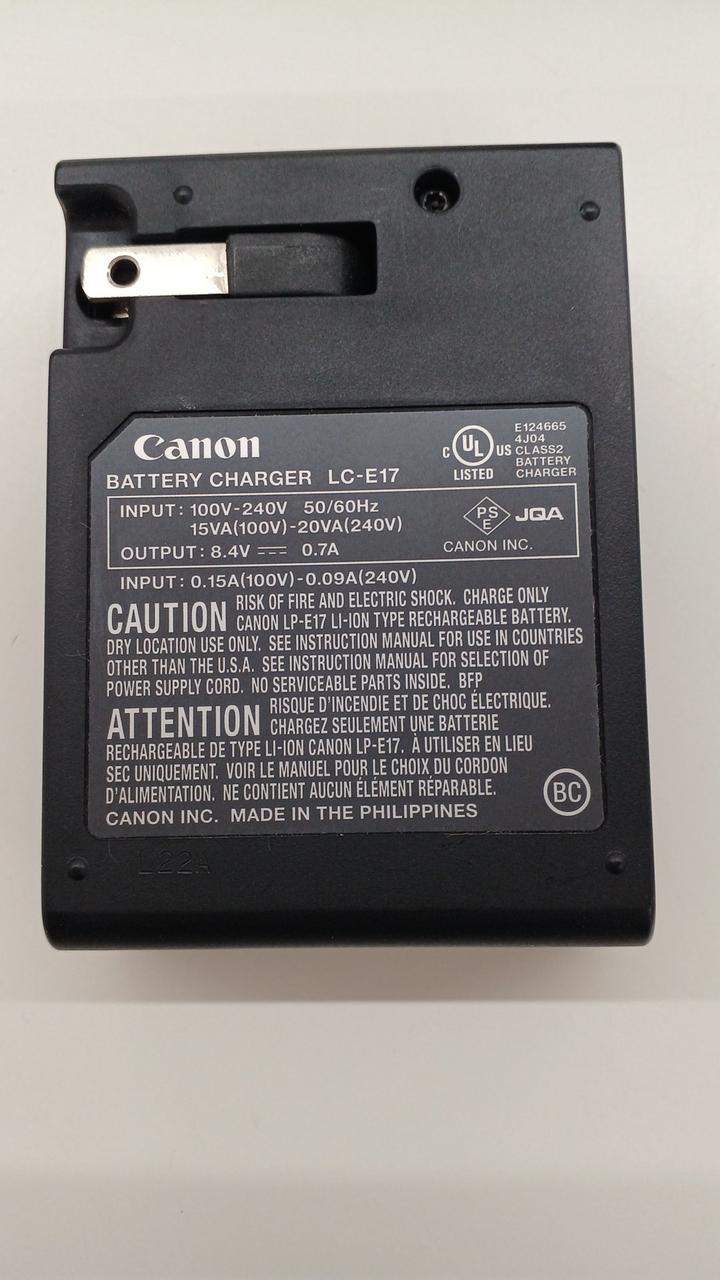 Canon
BATTERY CHARGER LC-E17
C UL US
LISTED
E124665
4J04
CLASS2
BATTERY
CHARGER
INPUT: 100V-240V 50/60Hz
15VA(100V)-20VA(240V)
OUTPUT: 8.4V ⎓ 0.7A
PS
E
JQA
CANON INC.
INPUT: 0.15A(100V)-0.09A(240V)
CAUTION RISK OF FIRE AND ELECTRIC SHOCK. CHARGE ONLY
CANON LP-E17 LI-ION TYPE RECHARGEABLE BATTERY.
DRY LOCATION USE ONLY. SEE INSTRUCTION MANUAL FOR USE IN COUNTRIES
OTHER THAN THE U.S.A. SEE INSTRUCTION MANUAL FOR SELECTION OF
POWER SUPPLY CORD. NO SERVICEABLE PARTS INSIDE. BFP
ATTENTION RISQUE D'INCENDIE ET DE CHOC ÉLECTRIQUE.
CHARGEZ SEULEMENT UNE BATTERIE
RECHARGEABLE DE TYPE LI-ION CANON LP-E17. À UTILISER EN LIEU
SEC UNIQUEMENT. VOIR LE MANUEL POUR LE CHOIX DU CORDON
D'ALIMENTATION. NE CONTIENT AUCUN ÉLÉMENT RÉPARABLE.
BC
CANON INC. MADE IN THE PHILIPPINES
L22A